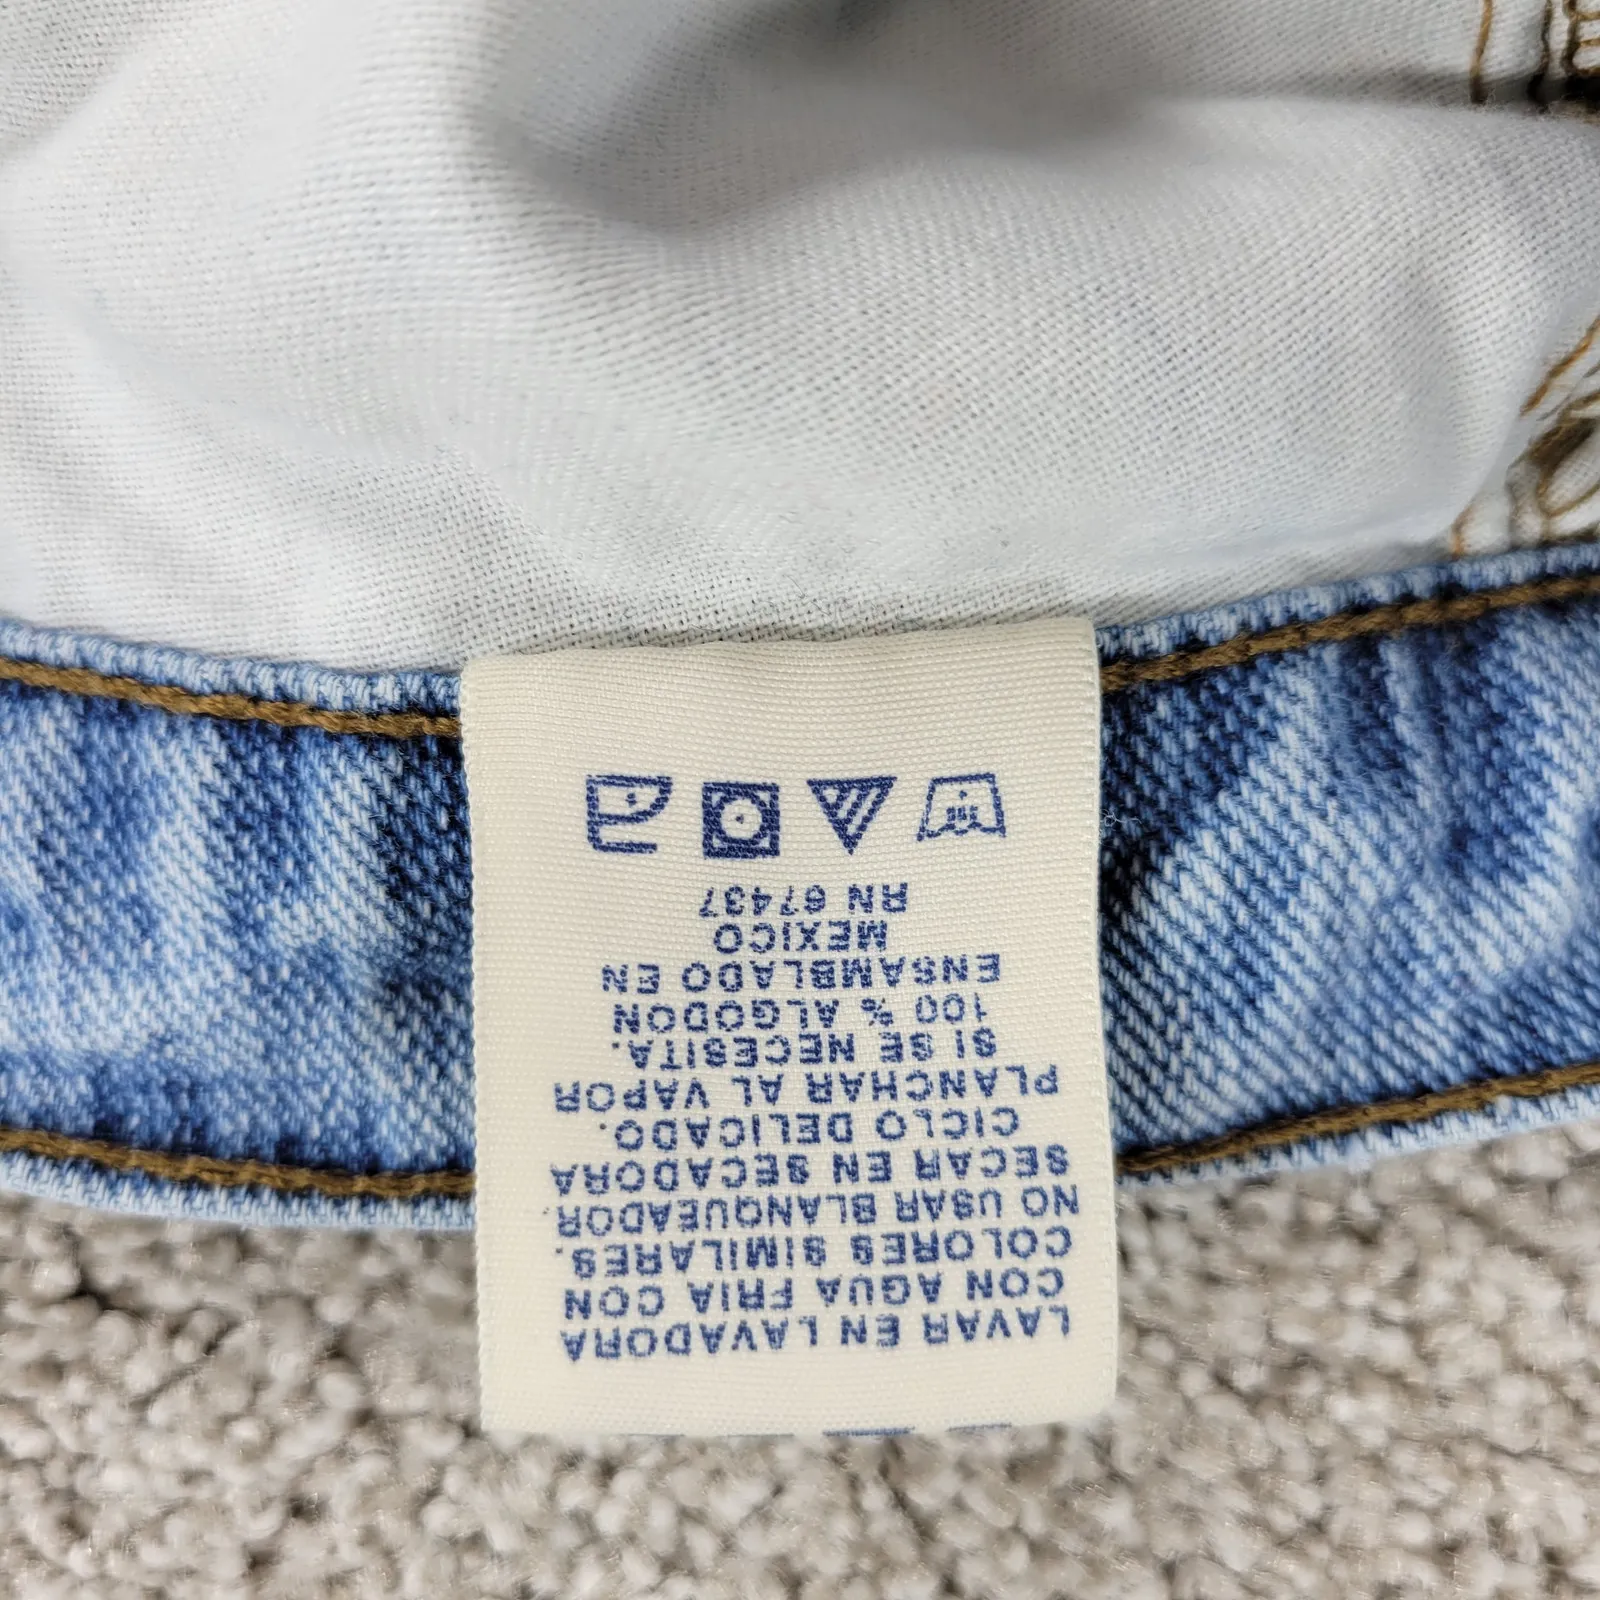 LAVAR EN LAVADORA
CON AGUA FRIA CON
COLORES SIMILARES.
NO USAR BLANQUEADOR.
SECAR EN SECADORA
CICLO DELICADO.
PLANCHAR AL VAPOR
SI SE NECESITA.
100 % ALGODON
ENSAMBLADO EN
MEXICO
RN 67437